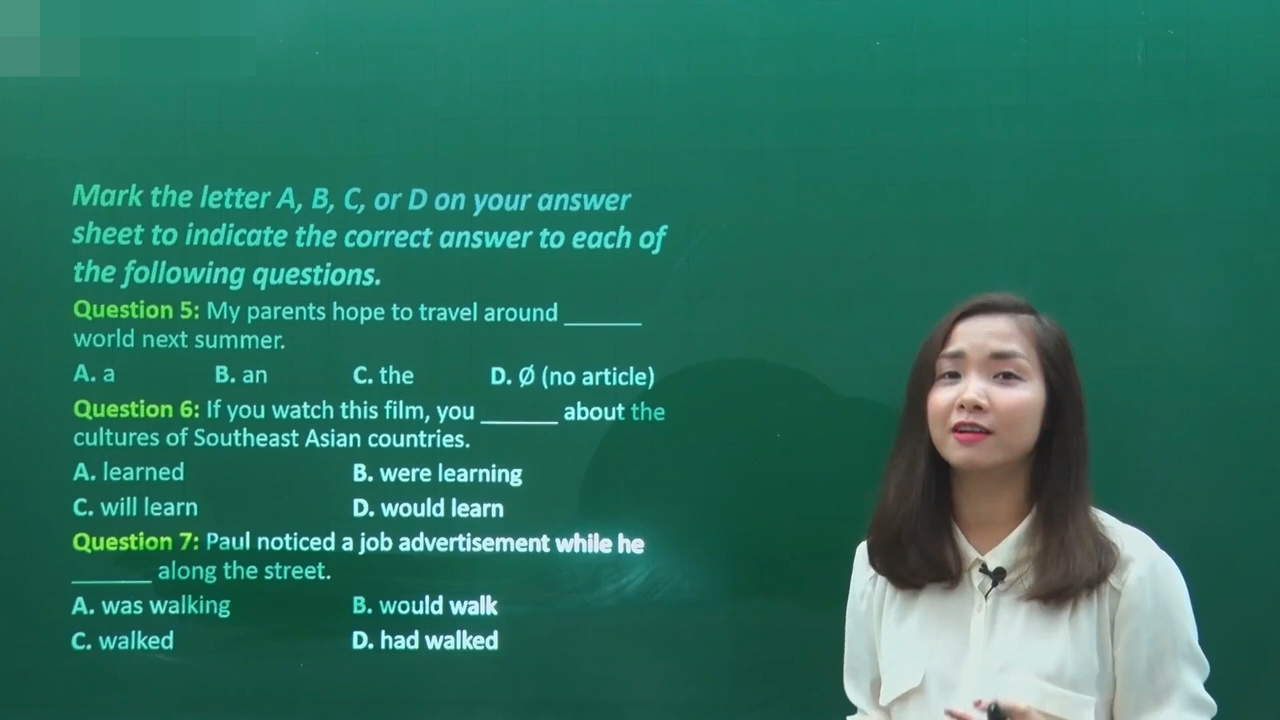 Mark the letter A, B, C, or D on your answer
sheet to indicate the correct answer to each of
the following questions.
Question 5: My parents hope to travel around ______
world next summer.
A. a B. an C. the D. Ø (no article)
Question 6: If you watch this film, you ______ about the
cultures of Southeast Asian countries.
A. learned B. were learning
C. will learn D. would learn
Question 7: Paul noticed a job advertisement while he
______ along the street.
A. was walking B. would walk
C. walked D. had walked